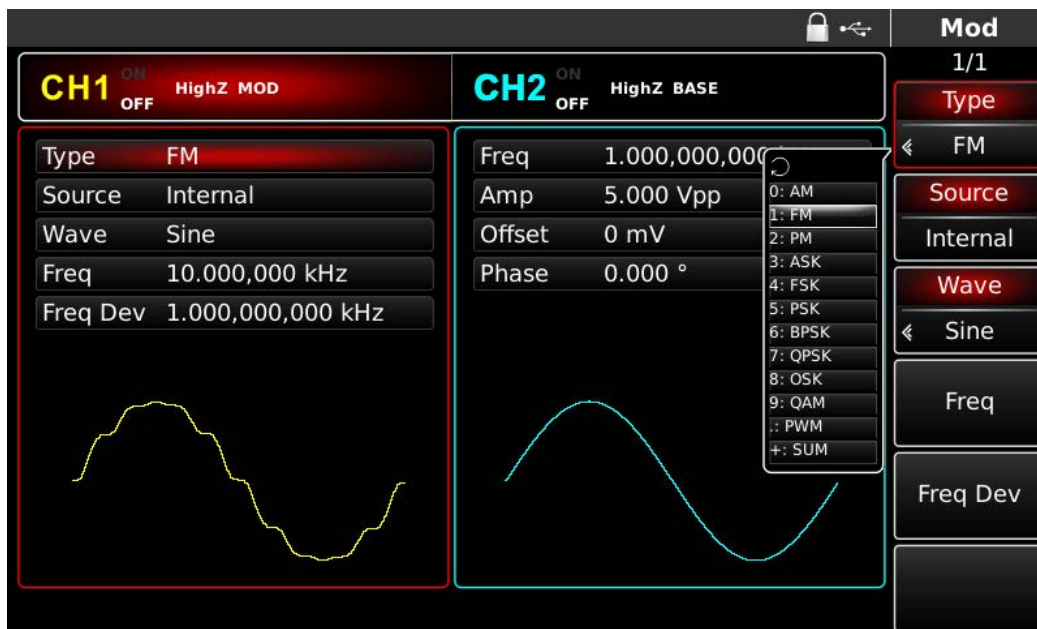 Mod
1/1
CH1 ON OFF HighZ MOD
CH2 ON OFF HighZ BASE
Type FM
Source Internal
Wave Sine
Freq 10.000,000 kHz
Freq Dev 1.000,000,000 kHz
Freq 1.000,000,000
Amp 5.000 Vpp
Offset 0 mV
Phase 0.000 °
0: AM
1: FM
2: PM
3: ASK
4: FSK
5: PSK
6: BPSK
7: QPSK
8: OSK
9: QAM
.: PWM
+: SUM
Type
FM
Source
Internal
Wave
Sine
Freq
Freq Dev